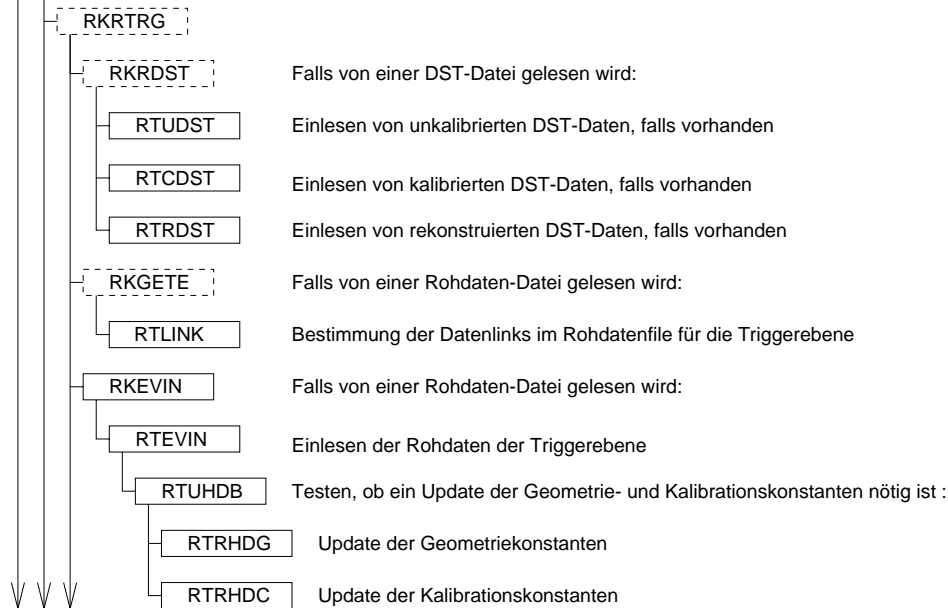 RKRTRG
RKRDST Falls von einer DST-Datei gelesen wird:
RTUDST Einlesen von unkalibrierten DST-Daten, falls vorhanden
RTCDST Einlesen von kalibrierten DST-Daten, falls vorhanden
RTRDST Einlesen von rekonstruierten DST-Daten, falls vorhanden
RKGETE Falls von einer Rohdaten-Datei gelesen wird:
RTLINK Bestimmung der Datenlinks im Rohdatenfile für die Triggerebene
RKEVIN Falls von einer Rohdaten-Datei gelesen wird:
RTEVIN Einlesen der Rohdaten der Triggerebene
RTUHDB Testen, ob ein Update der Geometrie- und Kalibrationskonstanten nötig ist :
RTRHDG Update der Geometriekonstanten
RTRHDC Update der Kalibrationskonstanten